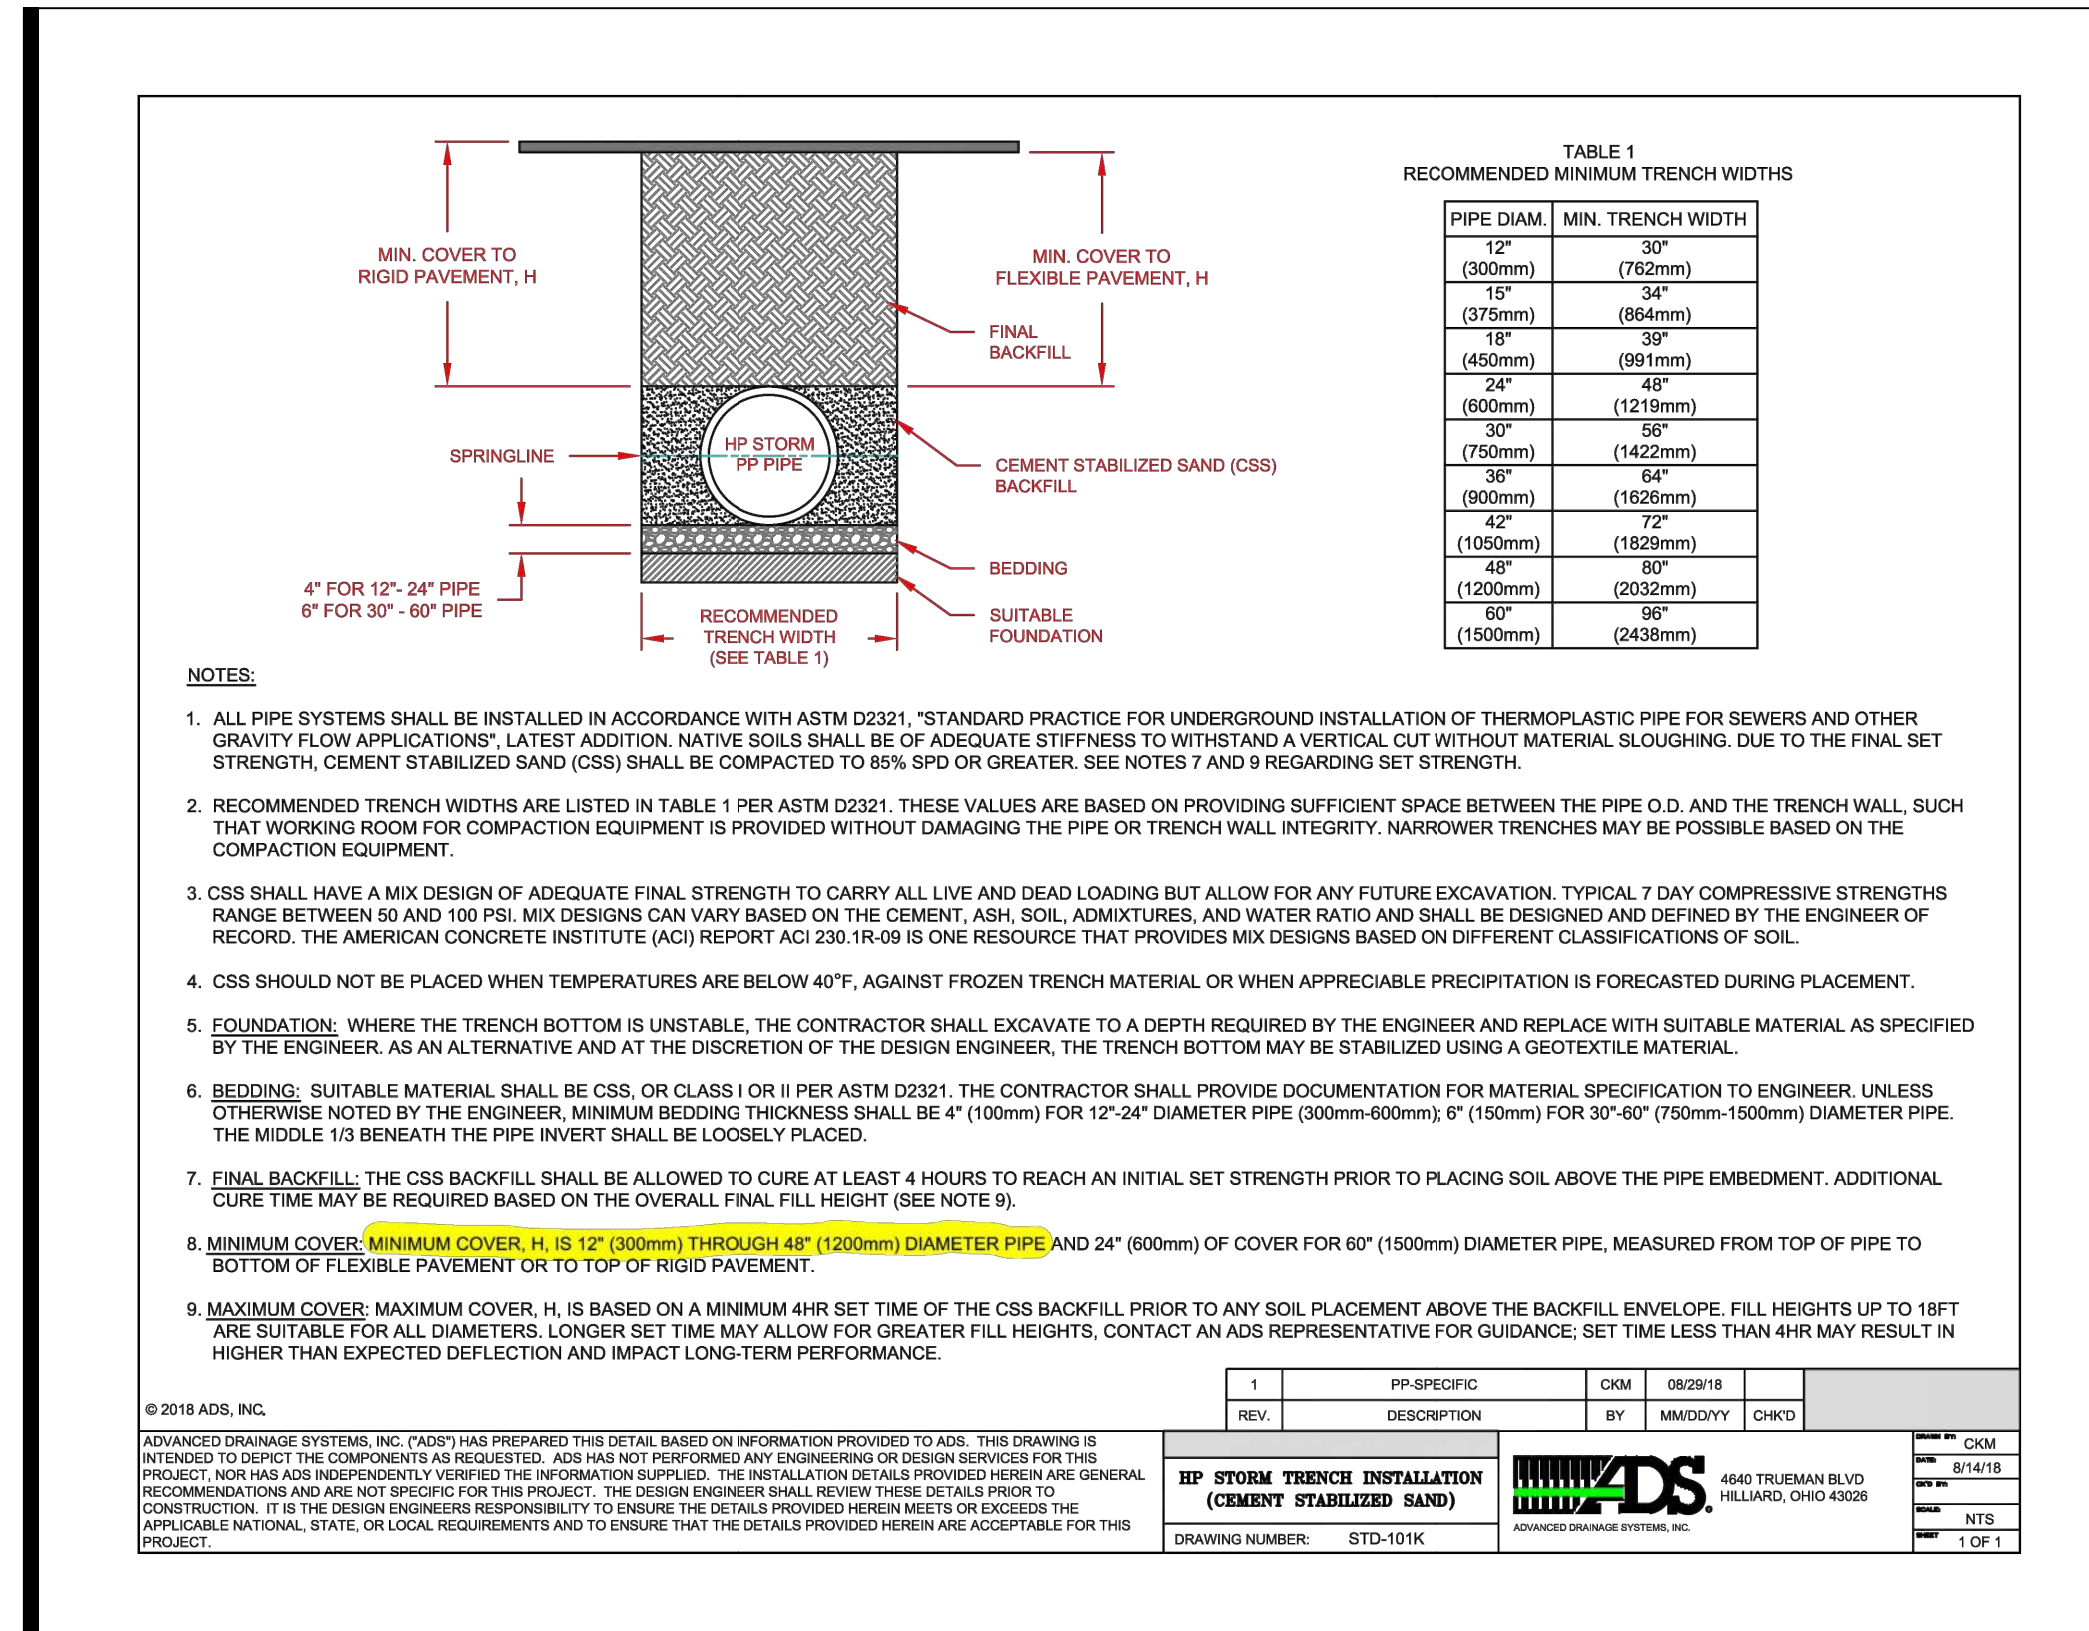 MIN. COVER TO
RIGID PAVEMENT, H
MIN. COVER TO
FLEXIBLE PAVEMENT, H
FINAL
BACKFILL
SPRINGLINE
HP STORM
PP PIPE
CEMENT STABILIZED SAND (CSS)
BACKFILL
BEDDING
4" FOR 12"- 24" PIPE
6" FOR 30" - 60" PIPE
SUITABLE
FOUNDATION
RECOMMENDED
TRENCH WIDTH
(SEE TABLE 1)
TABLE 1
RECOMMENDED MINIMUM TRENCH WIDTHS
PIPE DIAM. MIN. TRENCH WIDTH
12" 30"
(300mm) (762mm)
15" 34"
(375mm) (864mm)
18" 39"
(450mm) (991mm)
24" 48"
(600mm) (1219mm)
30" 56"
(750mm) (1422mm)
36" 64"
(900mm) (1626mm)
42" 72"
(1050mm) (1829mm)
48" 80"
(1200mm) (2032mm)
60" 96"
(1500mm) (2438mm)
NOTES:
1. ALL PIPE SYSTEMS SHALL BE INSTALLED IN ACCORDANCE WITH ASTM D2321, "STANDARD PRACTICE FOR UNDERGROUND INSTALLATION OF THERMOPLASTIC PIPE FOR SEWERS AND OTHER
GRAVITY FLOW APPLICATIONS", LATEST ADDITION. NATIVE SOILS SHALL BE OF ADEQUATE STIFFNESS TO WITHSTAND A VERTICAL CUT WITHOUT MATERIAL SLOUGHING. DUE TO THE FINAL SET
STRENGTH, CEMENT STABILIZED SAND (CSS) SHALL BE COMPACTED TO 85% SPD OR GREATER. SEE NOTES 7 AND 9 REGARDING SET STRENGTH.
2. RECOMMENDED TRENCH WIDTHS ARE LISTED IN TABLE 1 PER ASTM D2321. THESE VALUES ARE BASED ON PROVIDING SUFFICIENT SPACE BETWEEN THE PIPE O.D. AND THE TRENCH WALL, SUCH
THAT WORKING ROOM FOR COMPACTION EQUIPMENT IS PROVIDED WITHOUT DAMAGING THE PIPE OR TRENCH WALL INTEGRITY. NARROWER TRENCHES MAY BE POSSIBLE BASED ON THE
COMPACTION EQUIPMENT.
3. CSS SHALL HAVE A MIX DESIGN OF ADEQUATE FINAL STRENGTH TO CARRY ALL LIVE AND DEAD LOADING BUT ALLOW FOR ANY FUTURE EXCAVATION. TYPICAL 7 DAY COMPRESSIVE STRENGTHS
RANGE BETWEEN 50 AND 100 PSI. MIX DESIGNS CAN VARY BASED ON THE CEMENT, ASH, SOIL, ADMIXTURES, AND WATER RATIO AND SHALL BE DESIGNED AND DEFINED BY THE ENGINEER OF
RECORD. THE AMERICAN CONCRETE INSTITUTE (ACI) REPORT ACI 230.1R-09 IS ONE RESOURCE THAT PROVIDES MIX DESIGNS BASED ON DIFFERENT CLASSIFICATIONS OF SOIL.
4. CSS SHOULD NOT BE PLACED WHEN TEMPERATURES ARE BELOW 40°F, AGAINST FROZEN TRENCH MATERIAL OR WHEN APPRECIABLE PRECIPITATION IS FORECASTED DURING PLACEMENT.
5. FOUNDATION: WHERE THE TRENCH BOTTOM IS UNSTABLE, THE CONTRACTOR SHALL EXCAVATE TO A DEPTH REQUIRED BY THE ENGINEER AND REPLACE WITH SUITABLE MATERIAL AS SPECIFIED
BY THE ENGINEER. AS AN ALTERNATIVE AND AT THE DISCRETION OF THE DESIGN ENGINEER, THE TRENCH BOTTOM MAY BE STABILIZED USING A GEOTEXTILE MATERIAL.
6. BEDDING: SUITABLE MATERIAL SHALL BE CSS, OR CLASS I OR II PER ASTM D2321. THE CONTRACTOR SHALL PROVIDE DOCUMENTATION FOR MATERIAL SPECIFICATION TO ENGINEER. UNLESS
OTHERWISE NOTED BY THE ENGINEER, MINIMUM BEDDING THICKNESS SHALL BE 4" (100mm) FOR 12"-24" DIAMETER PIPE (300mm-600mm); 6" (150mm) FOR 30"-60" (750mm-1500mm) DIAMETER PIPE.
THE MIDDLE 1/3 BENEATH THE PIPE INVERT SHALL BE LOOSELY PLACED.
7. FINAL BACKFILL: THE CSS BACKFILL SHALL BE ALLOWED TO CURE AT LEAST 4 HOURS TO REACH AN INITIAL SET STRENGTH PRIOR TO PLACING SOIL ABOVE THE PIPE EMBEDMENT. ADDITIONAL
CURE TIME MAY BE REQUIRED BASED ON THE OVERALL FINAL FILL HEIGHT (SEE NOTE 9).
8. MINIMUM COVER: MINIMUM COVER, H, IS 12" (300mm) THROUGH 48" (1200mm) DIAMETER PIPE AND 24" (600mm) OF COVER FOR 60" (1500mm) DIAMETER PIPE, MEASURED FROM TOP OF PIPE TO
BOTTOM OF FLEXIBLE PAVEMENT OR TO TOP OF RIGID PAVEMENT.
9. MAXIMUM COVER: MAXIMUM COVER, H, IS BASED ON A MINIMUM 4HR SET TIME OF THE CSS BACKFILL PRIOR TO ANY SOIL PLACEMENT ABOVE THE BACKFILL ENVELOPE. FILL HEIGHTS UP TO 18FT
ARE SUITABLE FOR ALL DIAMETERS. LONGER SET TIME MAY ALLOW FOR GREATER FILL HEIGHTS, CONTACT AN ADS REPRESENTATIVE FOR GUIDANCE; SET TIME LESS THAN 4HR MAY RESULT IN
HIGHER THAN EXPECTED DEFLECTION AND IMPACT LONG-TERM PERFORMANCE.
1 PP-SPECIFIC CKM 08/29/18
REV. DESCRIPTION BY MM/DD/YY CHK'D
© 2018 ADS, INC.
ADVANCED DRAINAGE SYSTEMS, INC. ("ADS") HAS PREPARED THIS DETAIL BASED ON INFORMATION PROVIDED TO ADS. THIS DRAWING IS
INTENDED TO DEPICT THE COMPONENTS AS REQUESTED. ADS HAS NOT PERFORMED ANY ENGINEERING OR DESIGN SERVICES FOR THIS
PROJECT, NOR HAS ADS INDEPENDENTLY VERIFIED THE INFORMATION SUPPLIED. THE INSTALLATION DETAILS PROVIDED HEREIN ARE GENERAL
RECOMMENDATIONS AND ARE NOT SPECIFIC FOR THIS PROJECT. THE DESIGN ENGINEER SHALL REVIEW THESE DETAILS PRIOR TO
CONSTRUCTION. IT IS THE DESIGN ENGINEERS RESPONSIBILITY TO ENSURE THE DETAILS PROVIDED HEREIN MEETS OR EXCEEDS THE
APPLICABLE NATIONAL, STATE, OR LOCAL REQUIREMENTS AND TO ENSURE THAT THE DETAILS PROVIDED HEREIN ARE ACCEPTABLE FOR THIS
PROJECT.
HP STORM TRENCH INSTALLATION
(CEMENT STABILIZED SAND)
DRAWING NUMBER: STD-101K
ADS
ADVANCED DRAINAGE SYSTEMS, INC.
4640 TRUEMAN BLVD
HILLIARD, OHIO 43026
DRAWN BY: CKM
DATE: 8/14/18
CK'D BY:
SCALE: NTS
SHEET 1 OF 1